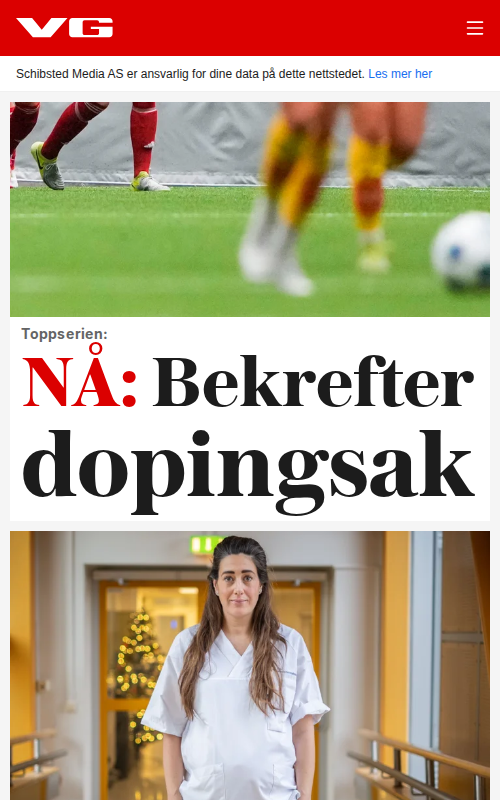 VG
Schibsted Media AS er ansvarlig for dine data på dette nettstedet. Les mer her
Toppserien:
NÅ: Bekrefter
dopingsak